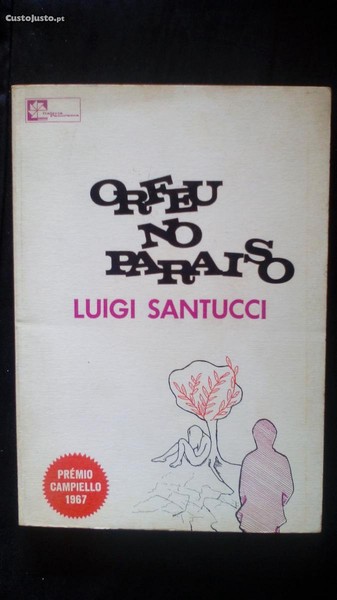 CustoJusto.pt
ORFEU
NO
PARAISO
LUIGI SANTUCCI
PRÉMIO
CAMPIELLO
1967